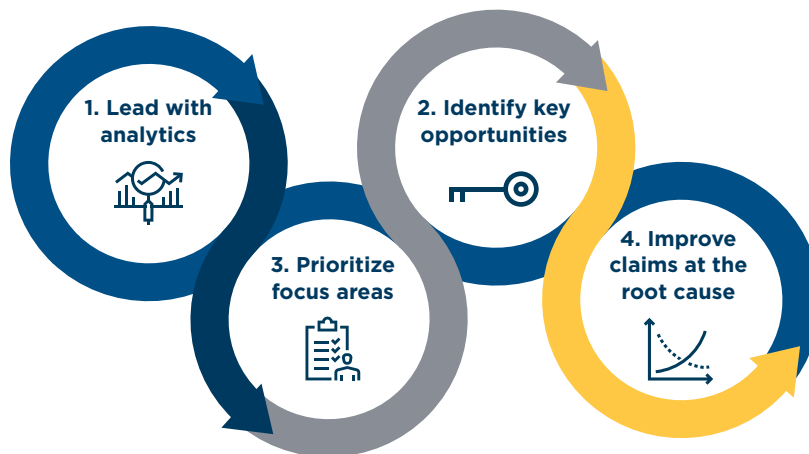 1. Lead with
analytics
2. Identify key
opportunities
3. Prioritize
focus areas
4. Improve
claims at the
root cause